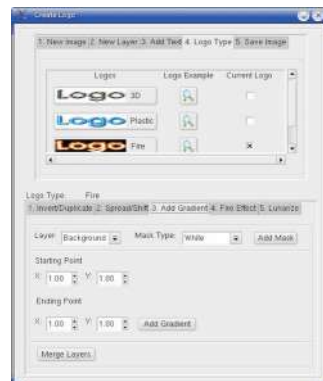 Create Logo
1. New Image 2. New Layer 3. Add Text 4. Logo Type 5. Save Image
Logos Logo Example Current Logo
Logo 3D
Logo Plastic
Logo Fire
Logo Type: Fire
1. Invert/Duplicate 2. Spread/Shift 3. Add Gradient 4. Fire Effect 5. Lunarize
Layer: Background Mask Type: White Add Mask
Starting Point
X: 1.00 Y: 1.00
Ending Point
X: 1.00 Y: 1.00 Add Gradient
Merge Layers